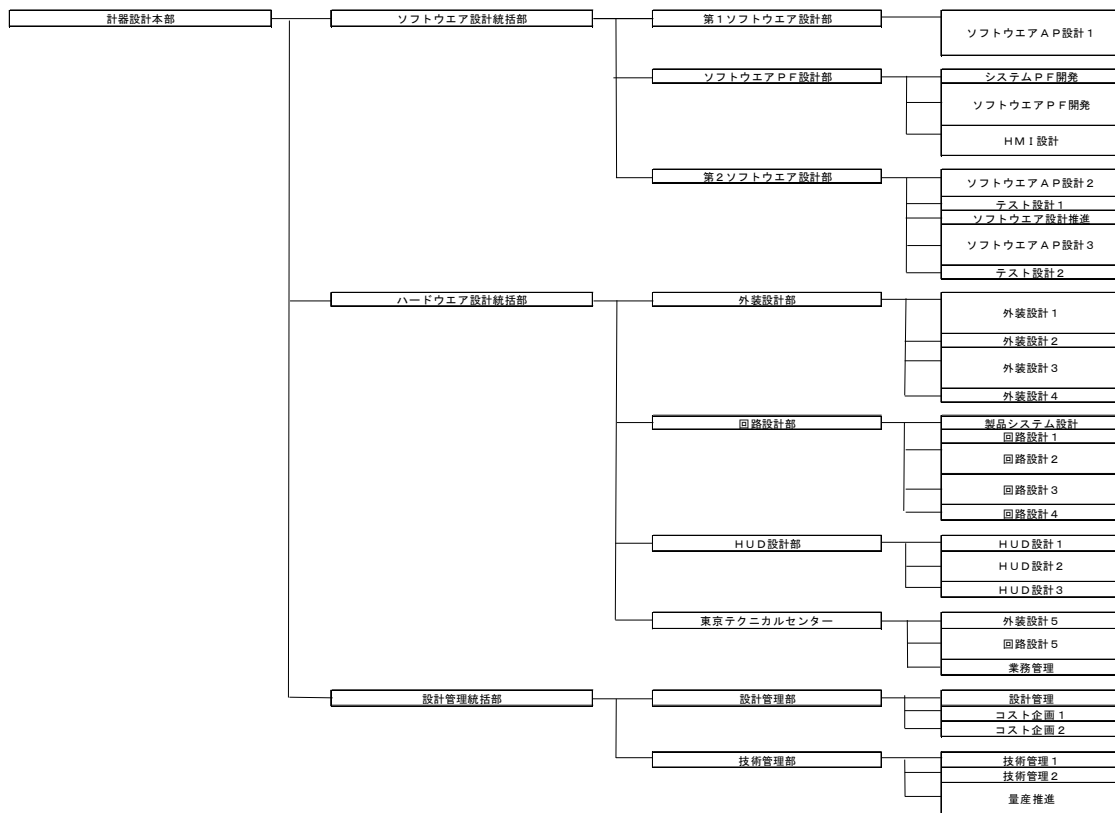 計器設計本部
ソフトウエア設計統括部
第１ソフトウエア設計部
ソフトウエアＡＰ設計１
ソフトウエアＰＦ設計部
システムＰＦ開発
ソフトウエアＰＦ開発
ＨＭＩ設計
第２ソフトウエア設計部
ソフトウエアＡＰ設計２
テスト設計１
ソフトウエア設計推進
ソフトウエアＡＰ設計３
テスト設計２
ハードウエア設計統括部
外装設計部
外装設計１
外装設計２
外装設計３
外装設計４
回路設計部
製品システム設計
回路設計１
回路設計２
回路設計３
回路設計４
ＨＵＤ設計部
ＨＵＤ設計１
ＨＵＤ設計２
ＨＵＤ設計３
東京テクニカルセンター
外装設計５
回路設計５
業務管理
設計管理統括部
設計管理部
設計管理
コスト企画１
コスト企画２
技術管理部
技術管理１
技術管理２
量産推進